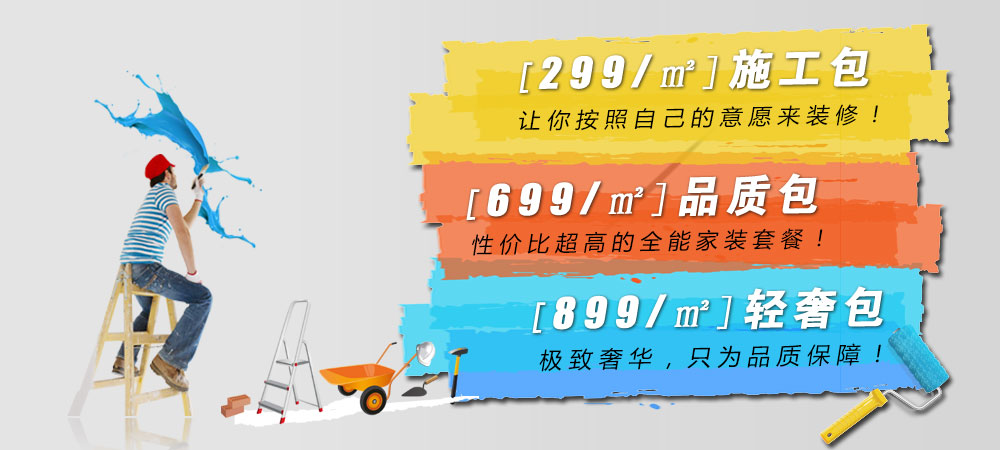 [299/㎡]施工包
让你按照自己的意愿来装修！
[699/㎡]品质包
性价比超高的全能家装套餐！
[899/㎡]轻奢包
极致奢华，只为品质保障！